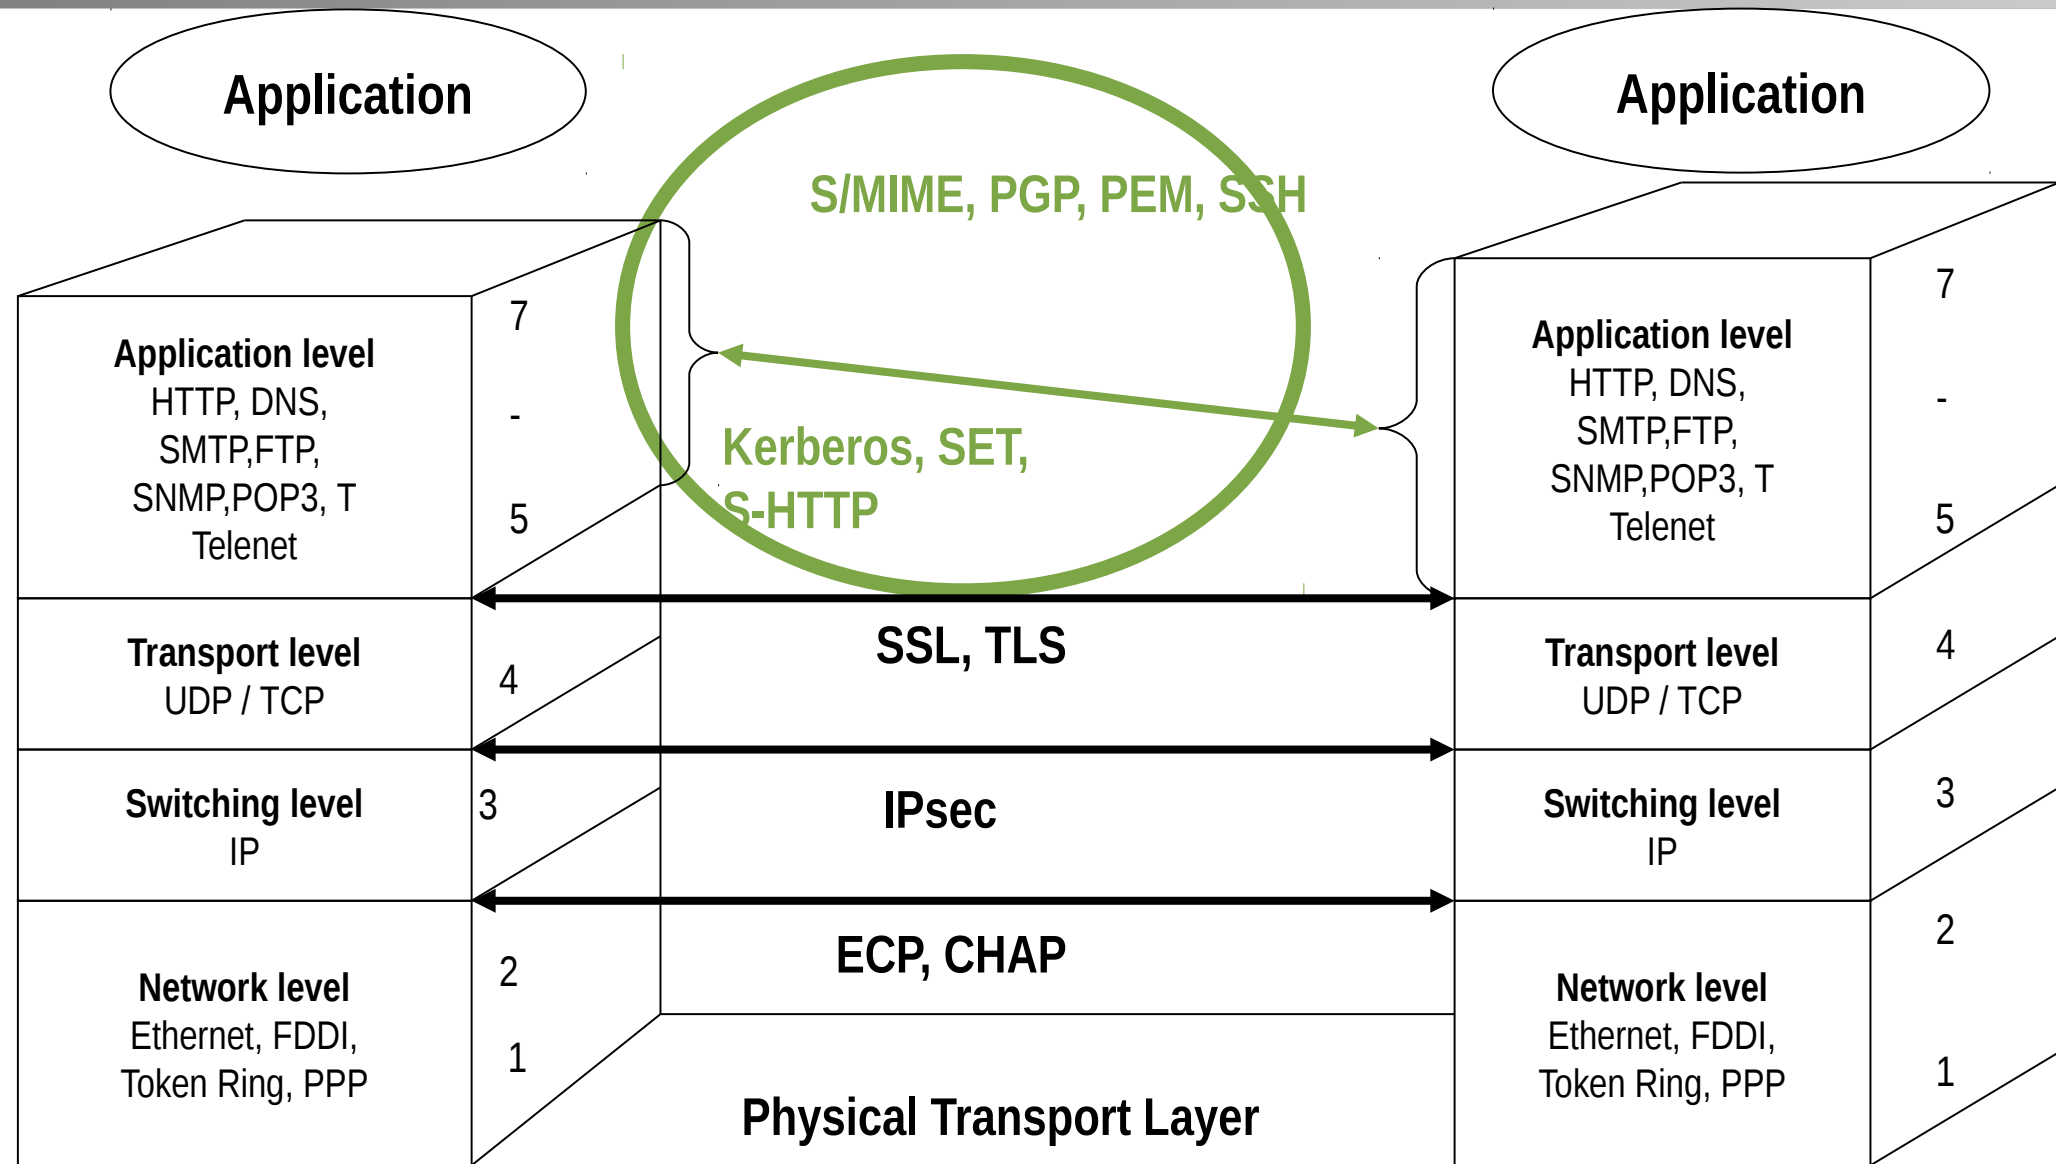 Application
Application
S/MIME, PGP, PEM, SSH
Kerberos, SET,
S-HTTP
Application level
HTTP, DNS,
SMTP,FTP,
SNMP,POP3, T
Telenet
7
-
5
Transport level
UDP / TCP
4
Switching level
IP
3
Network level
Ethernet, FDDI,
Token Ring, PPP
2
1
SSL, TLS
IPsec
ECP, CHAP
Physical Transport Layer
Application level
HTTP, DNS,
SMTP,FTP,
SNMP,POP3, T
Telenet
7
-
5
Transport level
UDP / TCP
4
Switching level
IP
3
Network level
Ethernet, FDDI,
Token Ring, PPP
2
1